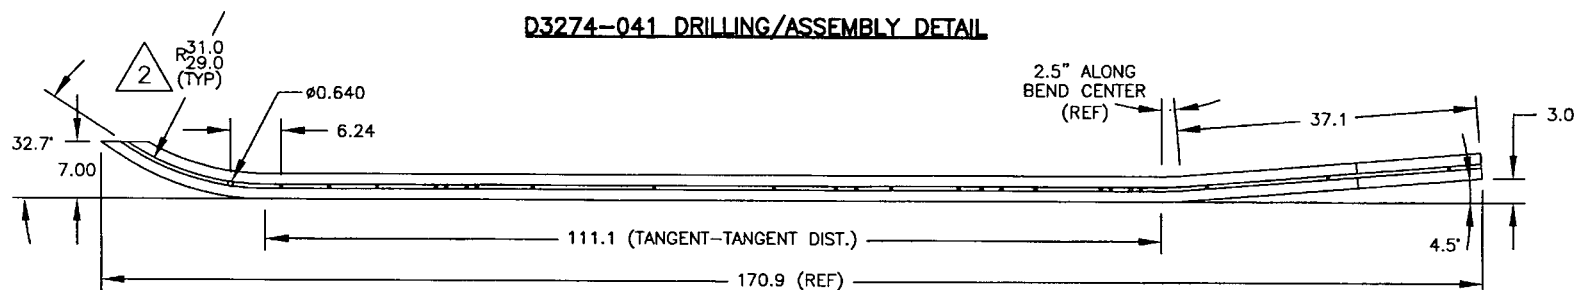 D3274-041 DRILLING/ASSEMBLY DETAIL
2
R31.0
29.0
(TYP)
ø0.640
6.24
32.7°
7.00
2.5" ALONG
BEND CENTER
(REF)
37.1
3.0
111.1 (TANGENT-TANGENT DIST.)
4.5°
170.9 (REF)